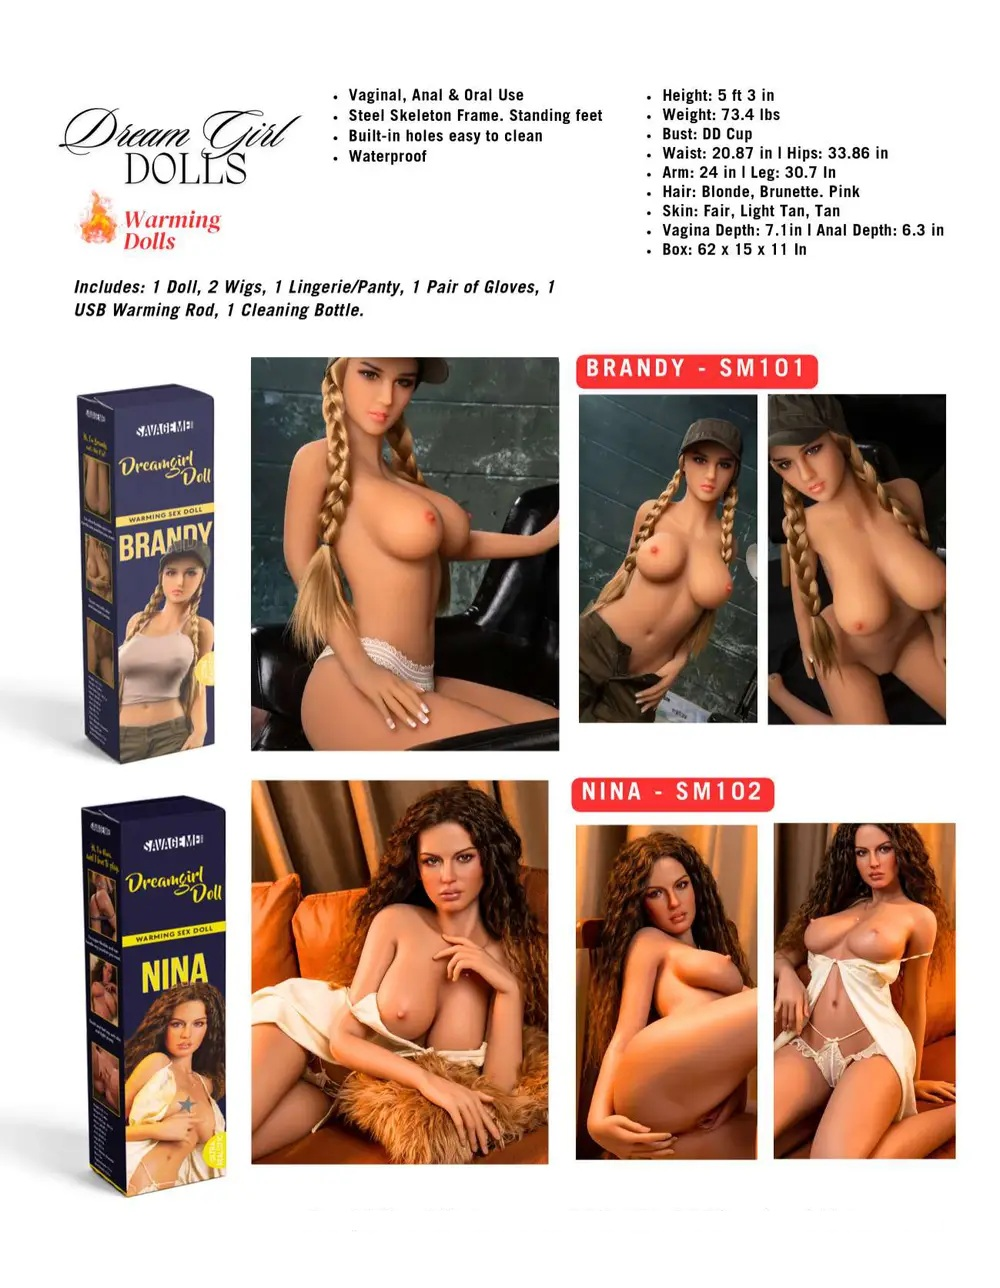 Dream Girl
DOLLS
Warming
Dolls
Vaginal, Anal & Oral Use
Steel Skeleton Frame. Standing feet
Built-in holes easy to clean
Waterproof
Height: 5 ft 3 in
Weight: 73.4 lbs
Bust: DD Cup
Waist: 20.87 in l Hips: 33.86 in
Arm: 24 in l Leg: 30.7 In
Hair: Blonde, Brunette. Pink
Skin: Fair, Light Tan, Tan
Vagina Depth: 7.1in l Anal Depth: 6.3 in
Box: 62 x 15 x 11 In
Includes: 1 Doll, 2 Wigs, 1 Lingerie/Panty, 1 Pair of Gloves, 1
USB Warming Rod, 1 Cleaning Bottle.
BRANDY - SM101
SAVAGEME
Dreamgirl
Doll
WARMING SEX DOLL
BRANDY
NINA - SM102
SAVAGEME
Dreamgirl
Doll
WARMING SEX DOLL
NINA